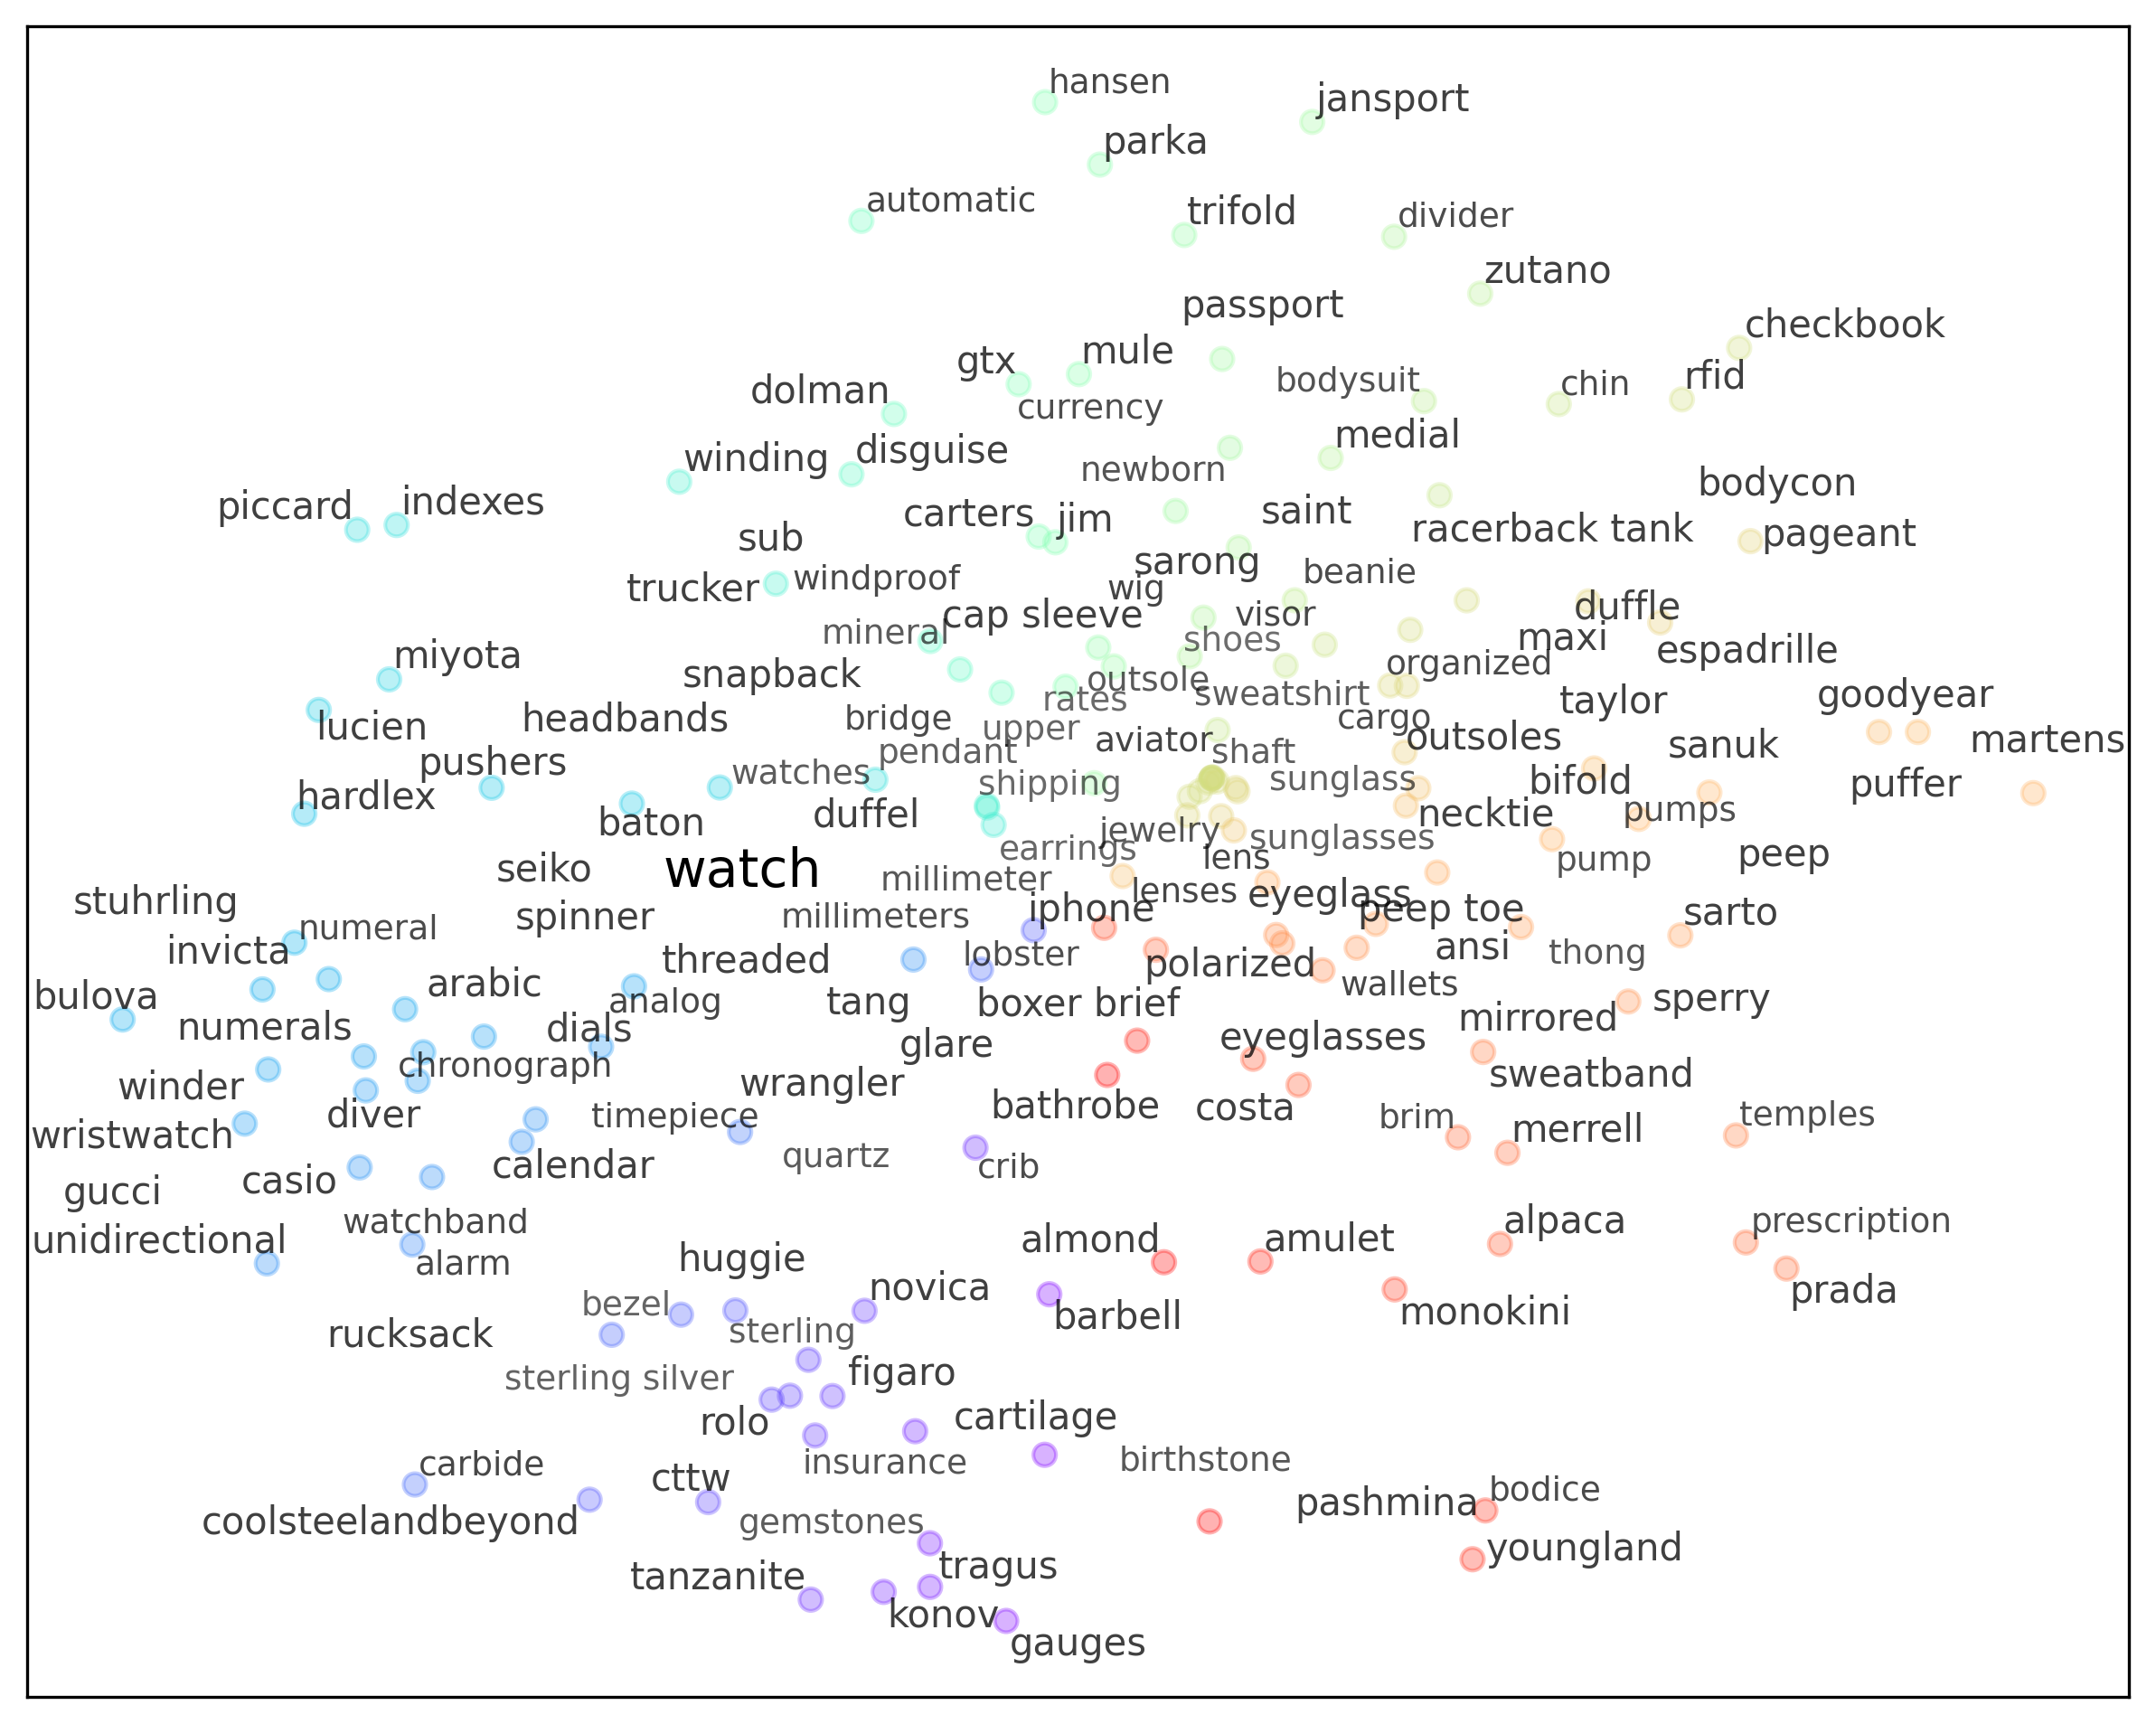 hansen
jansport
parka
automatic
trifold
divider
zutano
passport
checkbook
gtx
mule
dolman
bodysuit
chin
rfid
currency
winding
disguise
medial
newborn
bodycon
piccard
indexes
carters
jim
saint
racerback tank
pageant
sub
sarong
trucker
windproof
wig
beanie
cap sleeve
visor
duffle
mineral
shoes
maxi
espadrille
miyota
snapback
outsole
organized
rates
sweatshirt
taylor
goodyear
lucien
headbands
bridge
upper
cargo
aviator
shaft
outsoles
sanuk
martens
pushers
watches
pendant
shipping
sunglass
bifold
puffer
hardlex
baton
duffel
jewelry
necktie
pumps
seiko
watch
earrings
lens
sunglasses
pump
peep
stuhrling
millimeter
lenses
eyeglass
numeral
spinner
millimeters
iphone
peep toe
sarto
invicta
threaded
lobster
polarized
ansi
thong
bulova
arabic
analog
tang
boxer brief
wallets
sperry
numerals
dials
glare
eyeglasses
mirrored
chronograph
winder
wrangler
sweatband
diver
timepiece
bathrobe
costa
brim
merrell
temples
wristwatch
calendar
quartz
crib
gucci
casio
watchband
unidirectional
alarm
huggie
almond
amulet
alpaca
prescription
bezel
novica
barbell
monokini
prada
rucksack
sterling
sterling silver
figaro
rolo
cartilage
carbide
insurance
birthstone
cttw
bodice
coolsteelandbeyond
gemstones
pashmina
youngland
tanzanite
tragus
konov
gauges